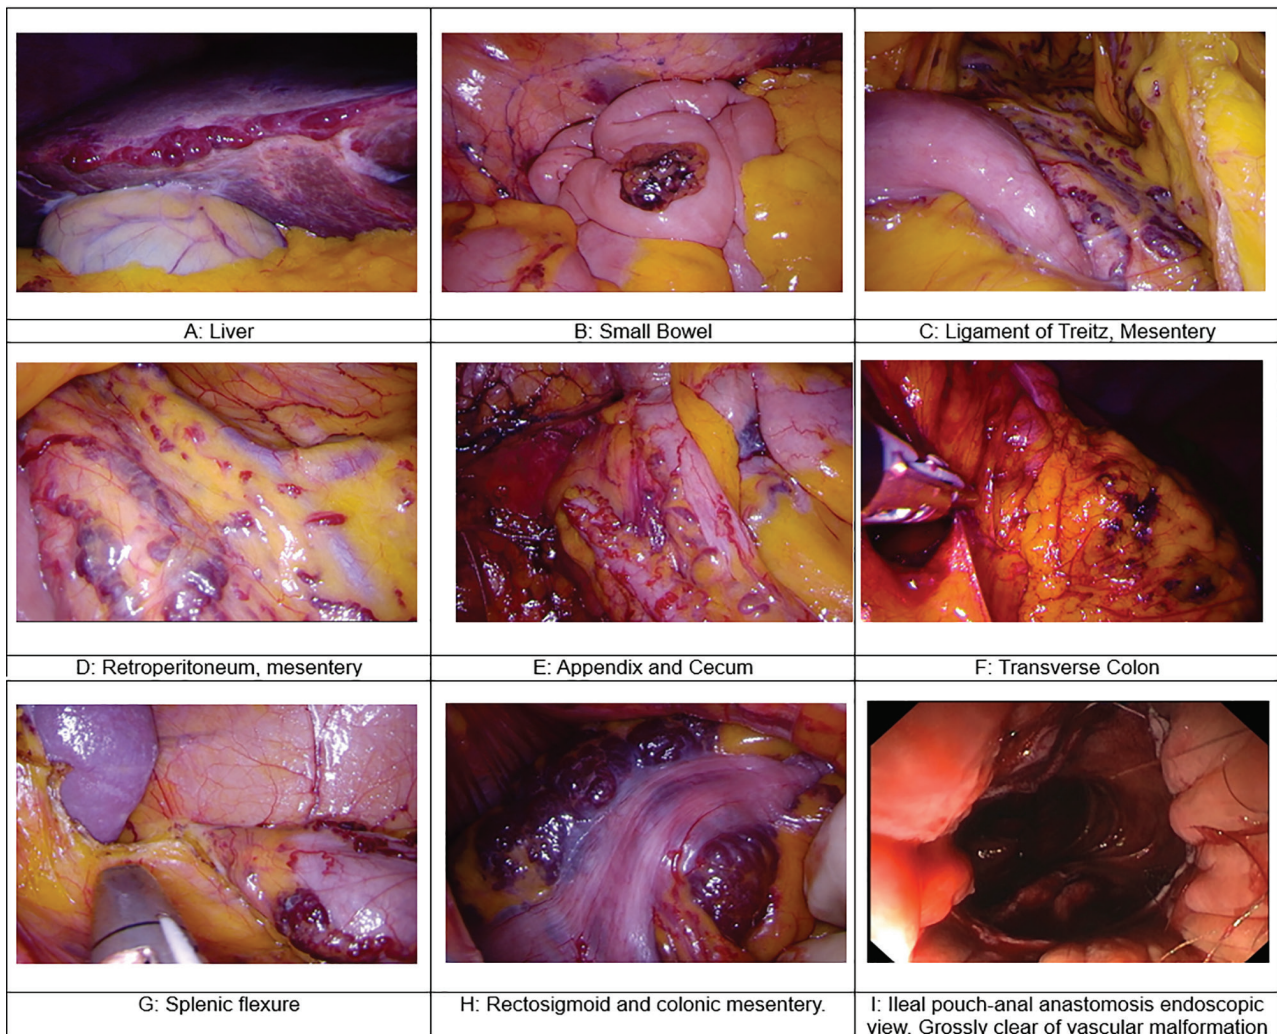 A: Liver
B: Small Bowel
C: Ligament of Treitz, Mesentery
D: Retroperitoneum, mesentery
E: Appendix and Cecum
F: Transverse Colon
G: Splenic flexure
H: Rectosigmoid and colonic mesentery.
I: Ileal pouch-anal anastomosis endoscopic
view. Grossly clear of vascular malformation